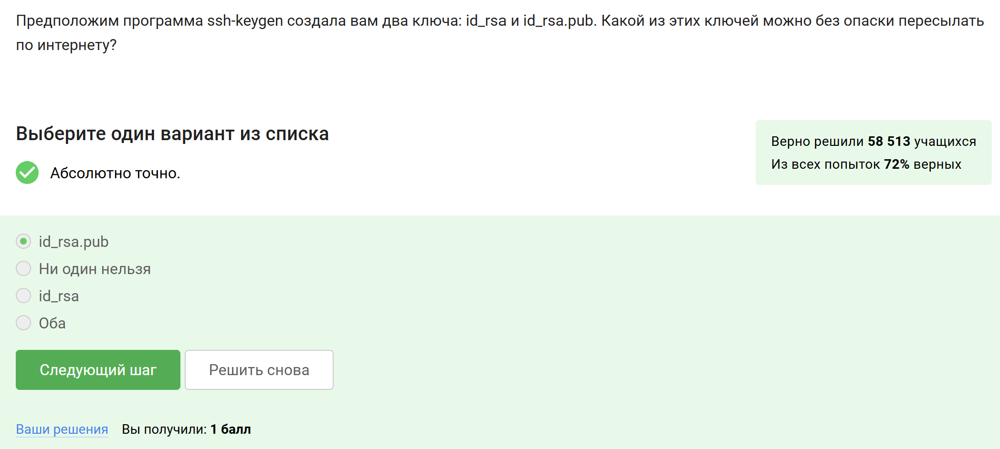 Предположим программа ssh-keygen создала вам два ключа: id_rsa и id_rsa.pub. Какой из этих ключей можно без опаски пересылать
по интернету?
Выберите один вариант из списка
Абсолютно точно.
Верно решили 58 513 учащихся
Из всех попыток 72% верных
id_rsa.pub
Ни один нельзя
id_rsa
Оба
Следующий шаг
Решить снова
Ваши решения Вы получили: 1 балл